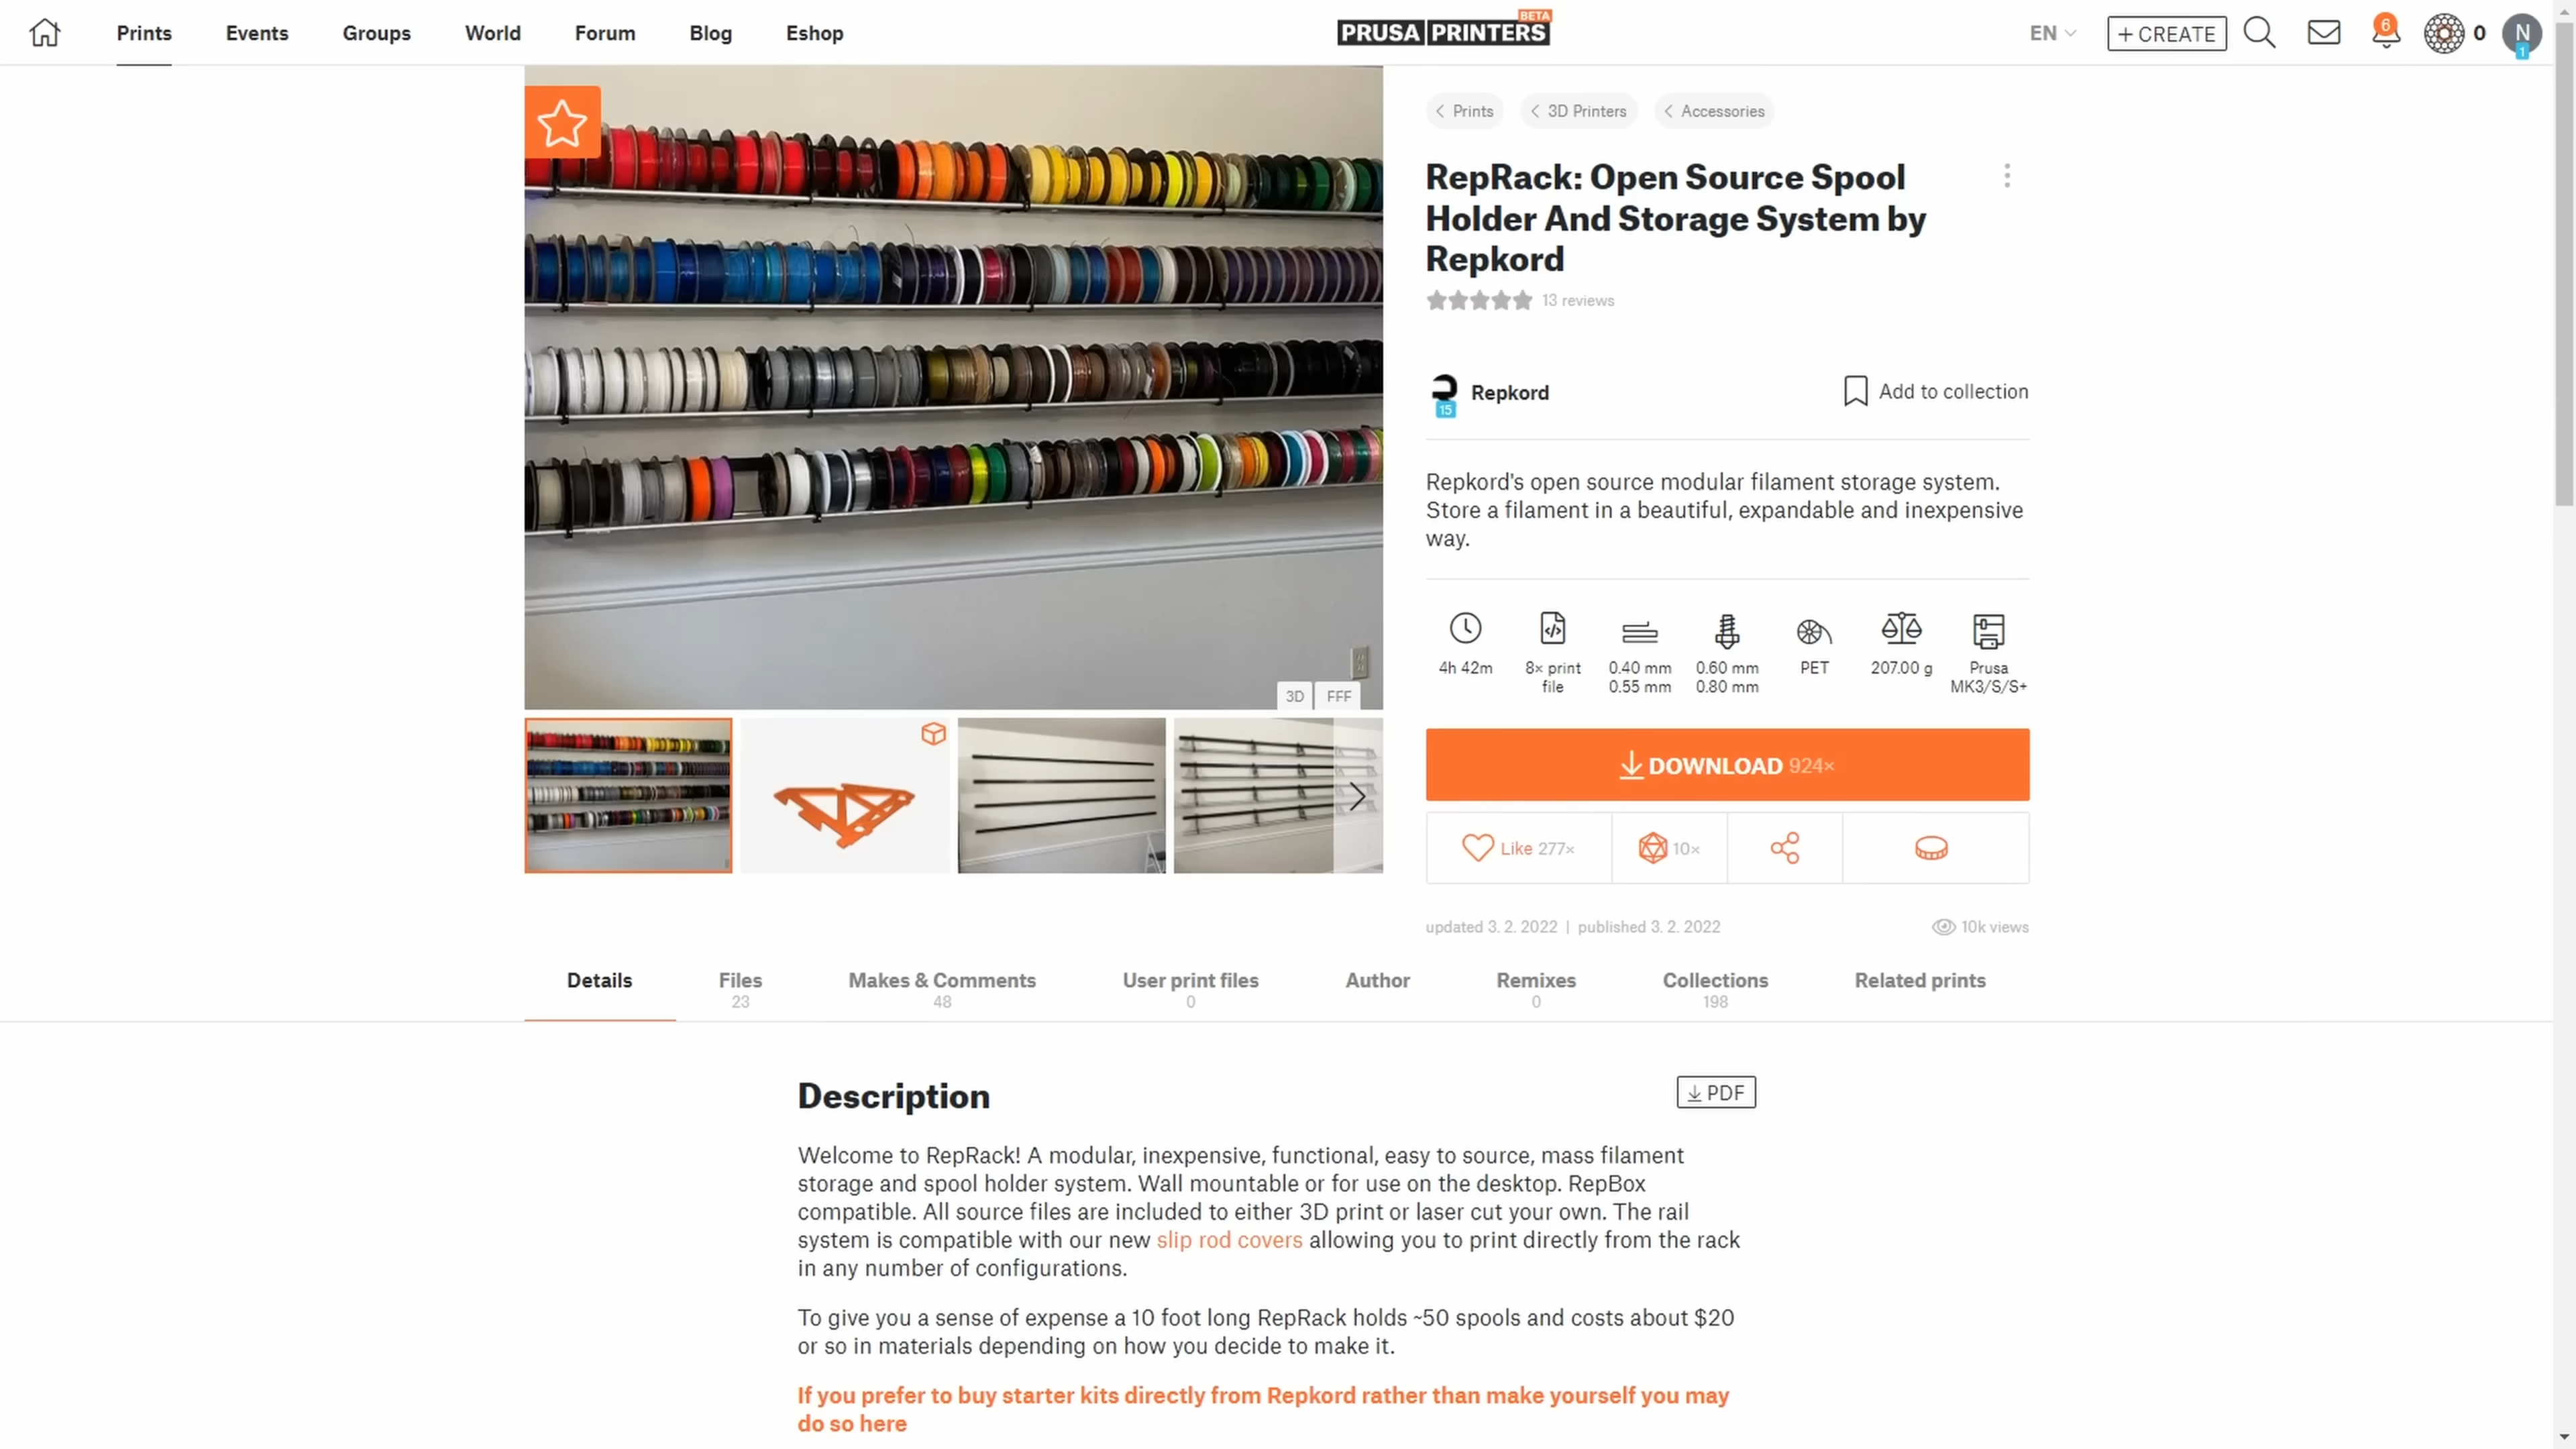 Prints
Events
Groups
World
Forum
Blog
Eshop
PRUSA PRINTERS
BETA
EN
+ CREATE
6
0
N
1
Prints
3D Printers
Accessories
RepRack: Open Source Spool
Holder And Storage System by
Repkord
13 reviews
15
Repkord
Add to collection
Repkord's open source modular filament storage system.
Store a filament in a beautiful, expandable and inexpensive
way.
4h 42m
8× print
file
0.40 mm
0.55 mm
0.60 mm
0.80 mm
PET
207.00 g
Prusa
MK3/S/S+
3D
FFF
DOWNLOAD 924×
Like 277×
10×
updated 3. 2. 2022 | published 3. 2. 2022
10k views
Details
Files
23
Makes & Comments
48
User print files
0
Author
Remixes
0
Collections
198
Related prints
Description
PDF
Welcome to RepRack! A modular, inexpensive, functional, easy to source, mass filament
storage and spool holder system. Wall mountable or for use on the desktop. RepBox
compatible. All source files are included to either 3D print or laser cut your own. The rail
system is compatible with our new slip rod covers allowing you to print directly from the rack
in any number of configurations.
To give you a sense of expense a 10 foot long RepRack holds ~50 spools and costs about $20
or so in materials depending on how you decide to make it.
If you prefer to buy starter kits directly from Repkord rather than make yourself you may
do so here